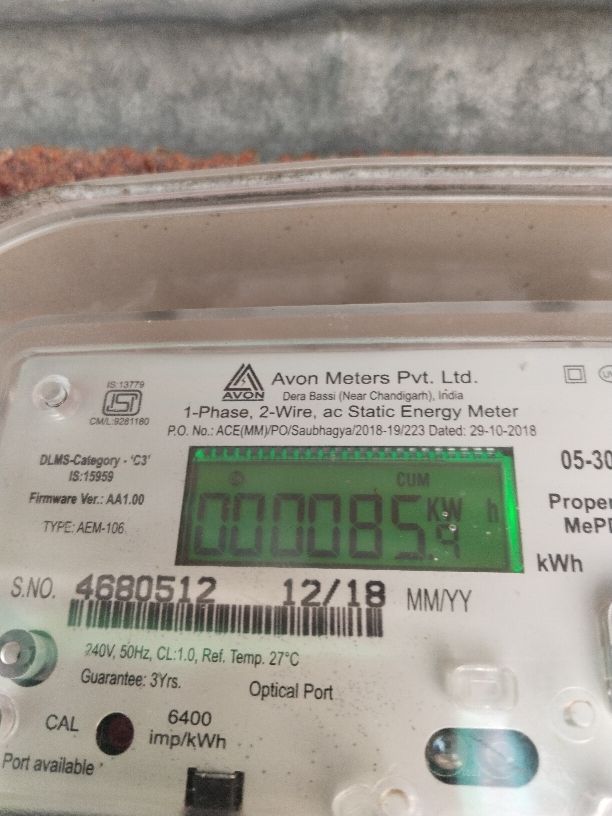 IS:13779
ISI
CM/L:9281180
AVON
Avon Meters Pvt. Ltd.
Dera Bassi (Near Chandigarh), India
1-Phase, 2-Wire, ac Static Energy Meter
P.O. No.: ACE(MM)/PO/Saubhagya/2018-19/223 Dated: 29-10-2018
DLMS-Category - 'C3'
IS:15959
Firmware Ver.: AA1.00
TYPE: AEM-106
CUM
000085.9 KW h
05-30
Proper
MePD
kWh
S.NO. 4680512 12/18 MM/YY
240V, 50Hz, CL:1.0, Ref. Temp. 27°C
Guarantee: 3Yrs.
Optical Port
CAL
6400
imp/kWh
Port available